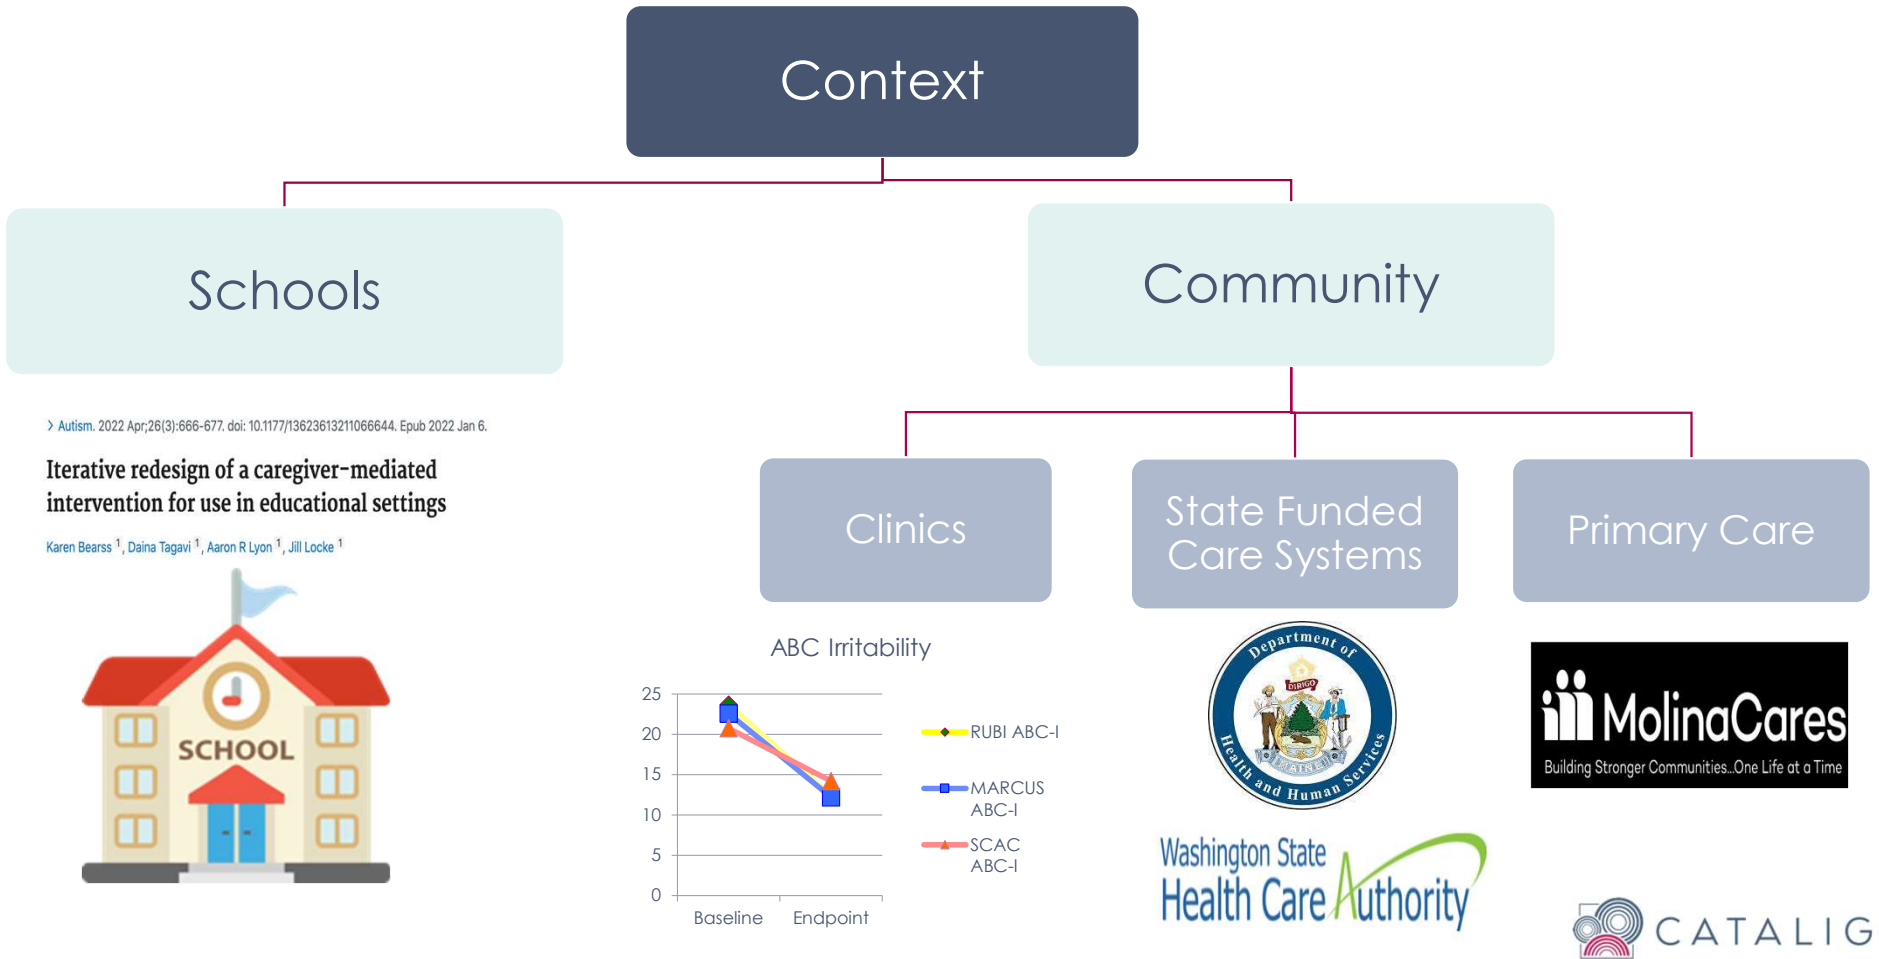 Context
Schools
Community
> Autism. 2022 Apr;26(3):666-677. doi: 10.1177/13623613211066644. Epub 2022 Jan 6.
Iterative redesign of a caregiver-mediated
intervention for use in educational settings
Karen Bearss 1, Daina Tagavi 1, Aaron R Lyon 1, Jill Locke 1
SCHOOL
Clinics
State Funded
Care Systems
Primary Care
ABC Irritability
25
20
15
10
5
0
Baseline
Endpoint
RUBI ABC-I
MARCUS
ABC-I
SCAC
ABC-I
Department of
Health and Human Services
DIRIGO
MAINE
Washington State
Health Care Authority
MolinaCares
Building Stronger Communities...One Life at a Time
CATALIG